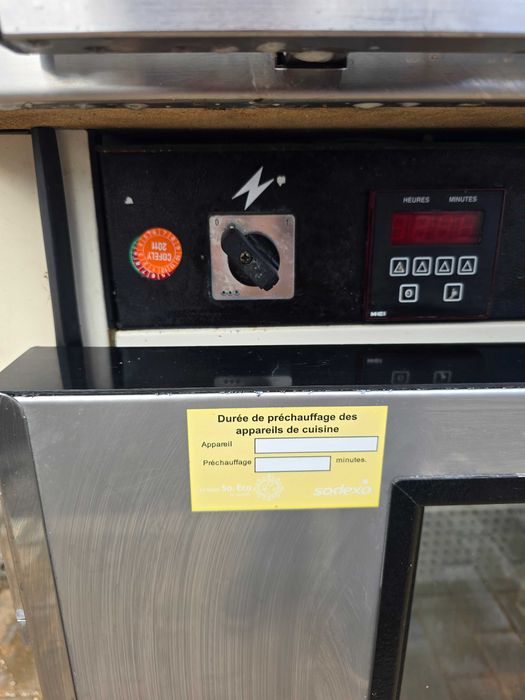 HEURES MINUTES
0 1
COFELY
2011
Durée de préchauffage des
appareils de cuisine
Appareil
Préchauffage minutes.
So. Eco
sodexo